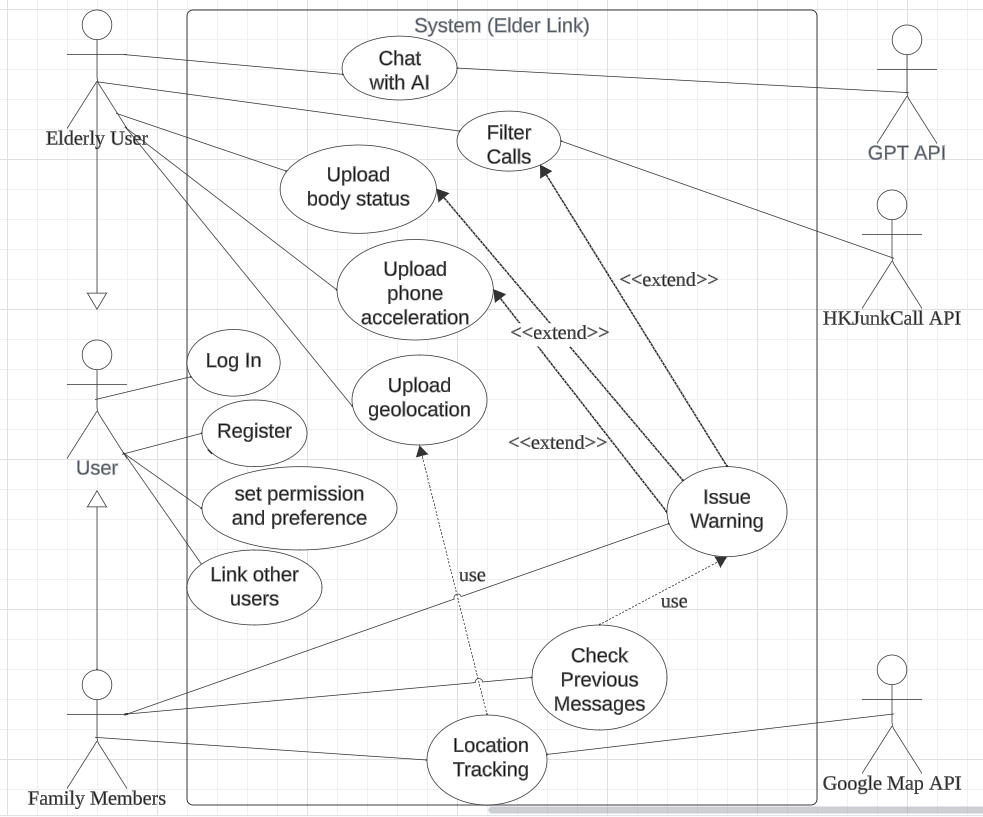 System (Elder Link)
Chat
with AI
Elderly User
Filter
Calls
GPT API
Upload
body status
Upload
phone
acceleration
<<extend>>
HKJunkCall API
<<extend>>
Log In
Upload
geolocation
Register
<<extend>>
User
set permission
and preference
Issue
Warning
Link other
users
use
use
Check
Previous
Messages
Location
Tracking
Family Members
Google Map API